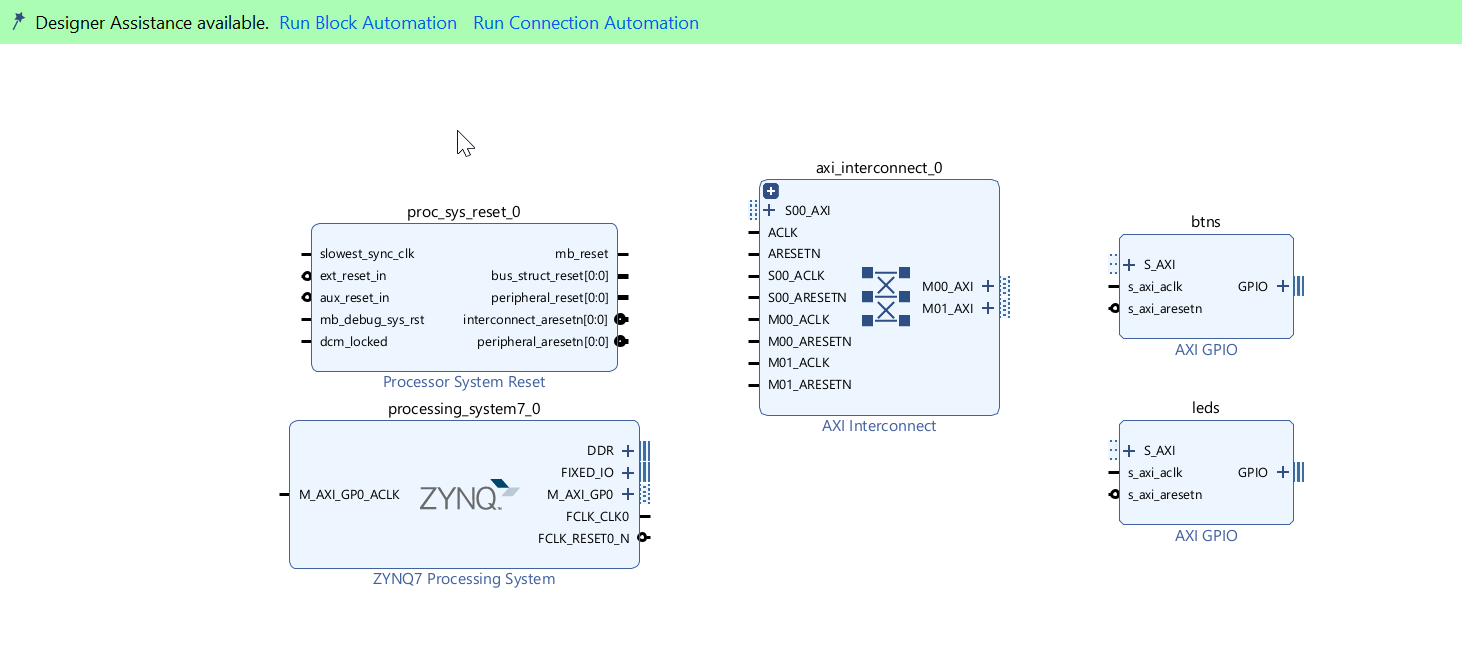 Designer Assistance available. Run Block Automation Run Connection Automation
proc_sys_reset_0
slowest_sync_clk mb_reset
ext_reset_in bus_struct_reset[0:0]
aux_reset_in peripheral_reset[0:0]
mb_debug_sys_rst interconnect_aresetn[0:0]
dcm_locked peripheral_aresetn[0:0]
Processor System Reset
processing_system7_0
DDR
FIXED_IO
M_AXI_GP0_ACLK ZYNQ M_AXI_GP0
FCLK_CLK0
FCLK_RESET0_N
ZYNQ7 Processing System
axi_interconnect_0
S00_AXI
ACLK
ARESETN
S00_ACLK
M00_AXI
S00_ARESETN
M01_AXI
M00_ACLK
M00_ARESETN
M01_ACLK
M01_ARESETN
AXI Interconnect
btns
S_AXI
s_axi_aclk GPIO
s_axi_aresetn
AXI GPIO
leds
S_AXI
s_axi_aclk GPIO
s_axi_aresetn
AXI GPIO